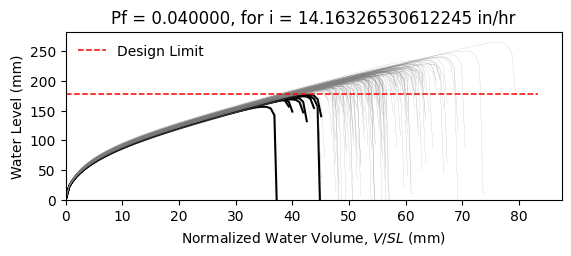 Pf = 0.040000, for i = 14.16326530612245 in/hr
Design Limit
Water Level (mm)
250
200
150
100
50
0
0 10 20 30 40 50 60 70 80
Normalized Water Volume, V/SL (mm)